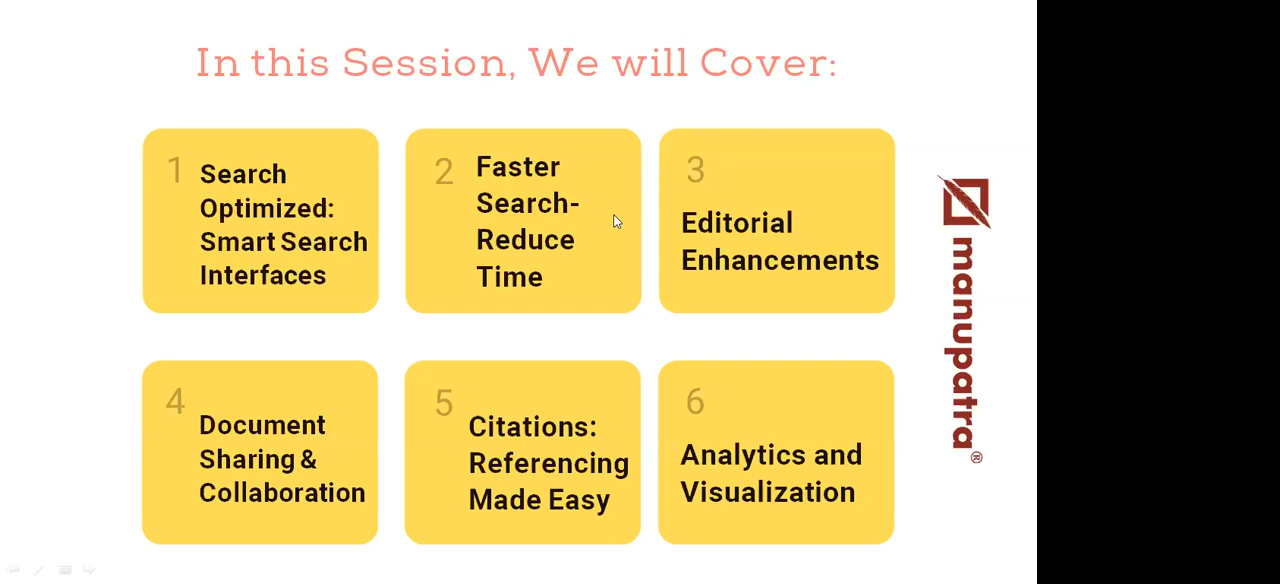 In this Session, We will Cover:
1
Search
Optimized:
Smart Search
Interfaces
2
Faster
Search-
Reduce
Time
3
Editorial
Enhancements
4
Document
Sharing &
Collaboration
5
Citations:
Referencing
Made Easy
6
Analytics and
Visualization
manupatra®